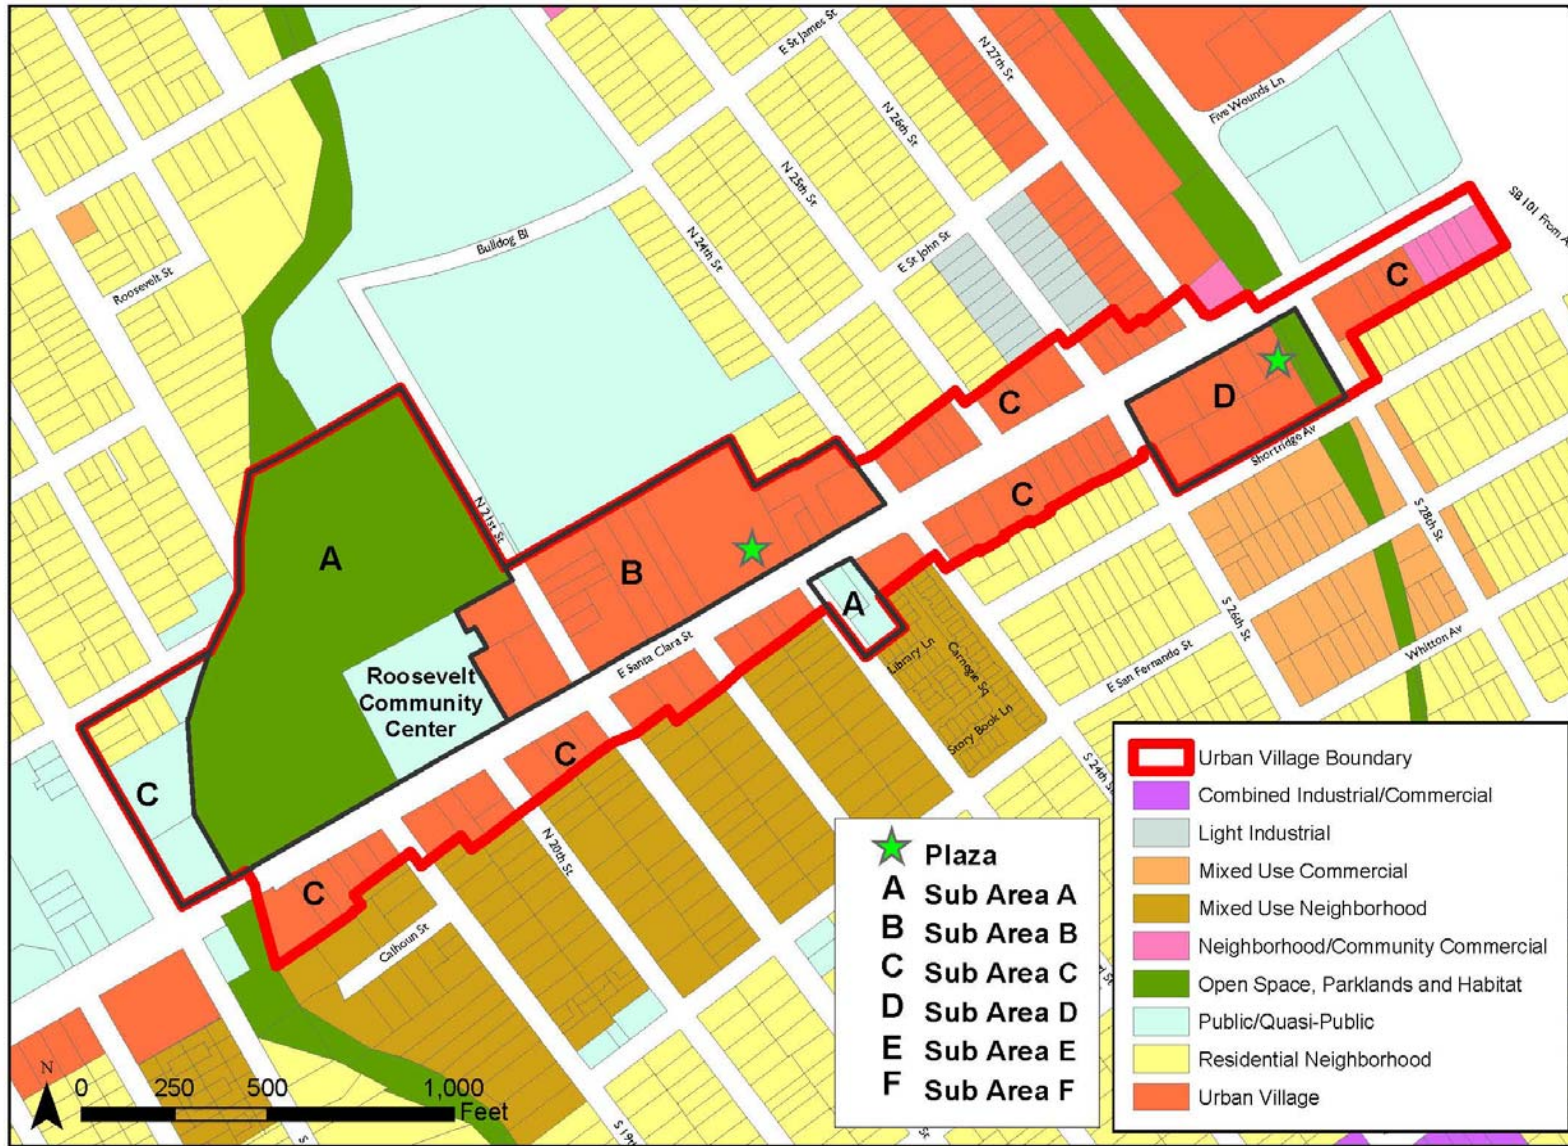 E St James St
N 27th St
Five Wounds Ln
N 26th St
SB 101 From A
N 25th St
N 24th St
E St John St
Bulldog Bl
Roosevelt St
C
C
D
Shortridge Av
N 21st St
S 28th St
A
C
B
A
S 26th St
Whitton Av
E Santa Clara St
Library Ln
Carnegie Sq
E San Fernando St
Roosevelt
Community
Center
Story Book Ln
S 24th St
C
C
N 20th St
C
Calhoun St
S 19th
Urban Village Boundary
Combined Industrial/Commercial
Light Industrial
Mixed Use Commercial
Mixed Use Neighborhood
Neighborhood/Community Commercial
Open Space, Parklands and Habitat
Public/Quasi-Public
Residential Neighborhood
Urban Village
Plaza
A Sub Area A
B Sub Area B
C Sub Area C
D Sub Area D
E Sub Area E
F Sub Area F
N
0 250 500 1,000
Feet